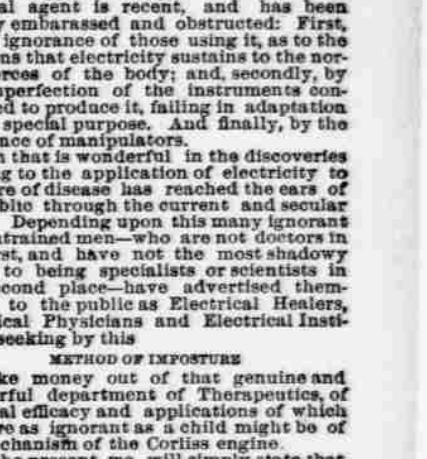 al agent is recent, and has been
y embarassed and obstructed: First,
ignorance of those using it, as to the
ns that electricity sustains to the nor-
rces of the body; and, secondly, by
perfection of the instruments con-
ed to produce it, failing in adaptation
special purpose. And finally, by the
nce of manipulators.
h that is wonderful in the discoveries
g to the application of electricity to
re of disease has reached the ears of
blic through the current and secular
Depending upon this many ignorant
ntrained men—who are not doctors in
rst, and have not the most shadowy
to being specialists or scientists in
cond place—have advertised them-
to the public as Electrical Healers,
ical Physicians and Electrical Insti-
seeking by this
METHOD OF IMPOSTURE
ke money out of that genuine and
rful department of Therapeutics, of
al efficacy and applications of which
re as ignorant as a child might be of
chanism of the Corliss engine.
will simply state that